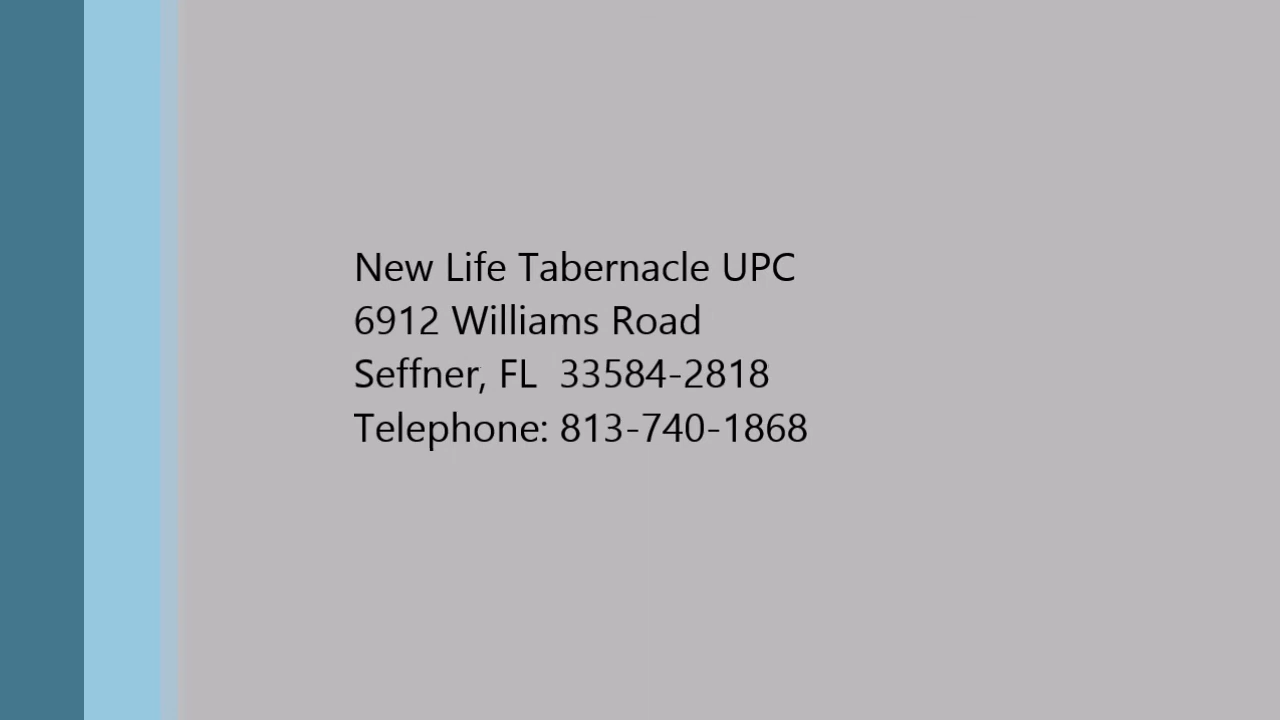 New Life Tabernacle UPC
6912 Williams Road
Seffner, FL  33584-2818
Telephone: 813-740-1868